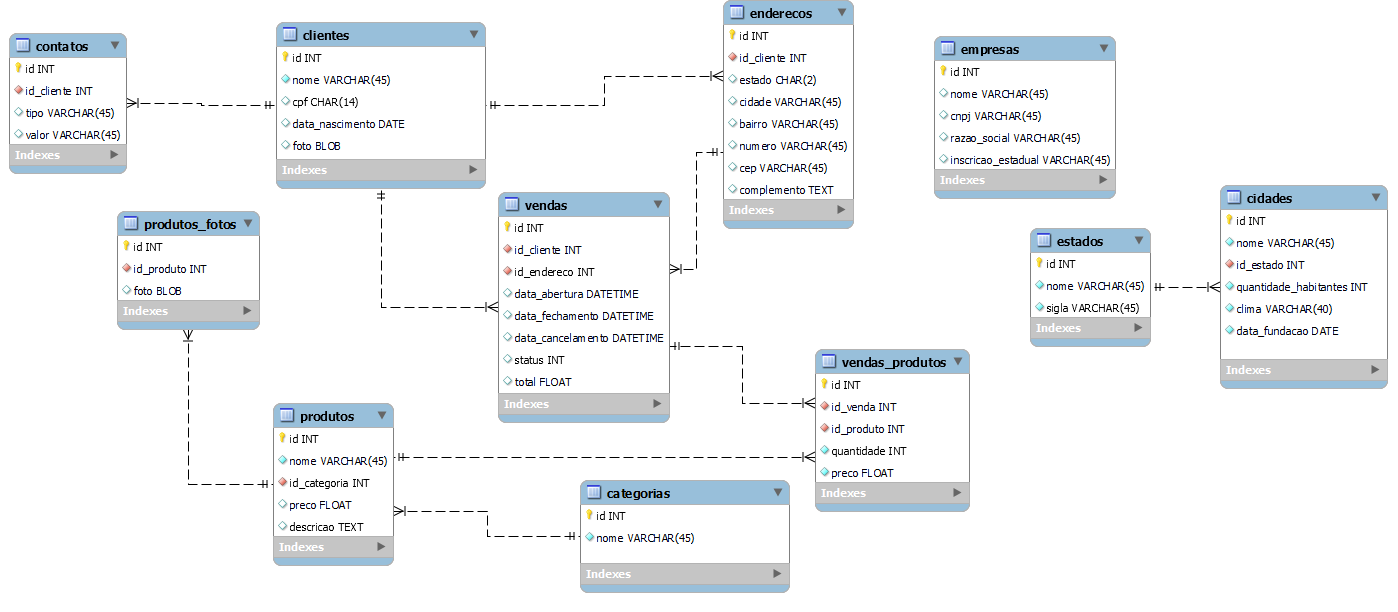 contatos
id INT
id_cliente INT
tipo VARCHAR(45)
valor VARCHAR(45)
Indexes
clientes
id INT
nome VARCHAR(45)
cpf CHAR(14)
data_nascimento DATE
foto BLOB
Indexes
enderecos
id INT
id_cliente INT
estado CHAR(2)
cidade VARCHAR(45)
bairro VARCHAR(45)
numero VARCHAR(45)
cep VARCHAR(45)
complemento TEXT
Indexes
empresas
id INT
nome VARCHAR(45)
cnpj VARCHAR(45)
razao_social VARCHAR(45)
inscricao_estadual VARCHAR(45)
Indexes
produtos_fotos
id INT
id_produto INT
foto BLOB
Indexes
vendas
id INT
id_cliente INT
id_endereco INT
data_abertura DATETIME
data_fechamento DATETIME
data_cancelamento DATETIME
status INT
total FLOAT
Indexes
estados
id INT
nome VARCHAR(45)
sigla VARCHAR(45)
Indexes
cidades
id INT
nome VARCHAR(45)
id_estado INT
quantidade_habitantes INT
clima VARCHAR(40)
data_fundacao DATE
Indexes
produtos
id INT
nome VARCHAR(45)
id_categoria INT
preco FLOAT
descricao TEXT
Indexes
categorias
id INT
nome VARCHAR(45)
Indexes
vendas_produtos
id INT
id_venda INT
id_produto INT
quantidade INT
preco FLOAT
Indexes